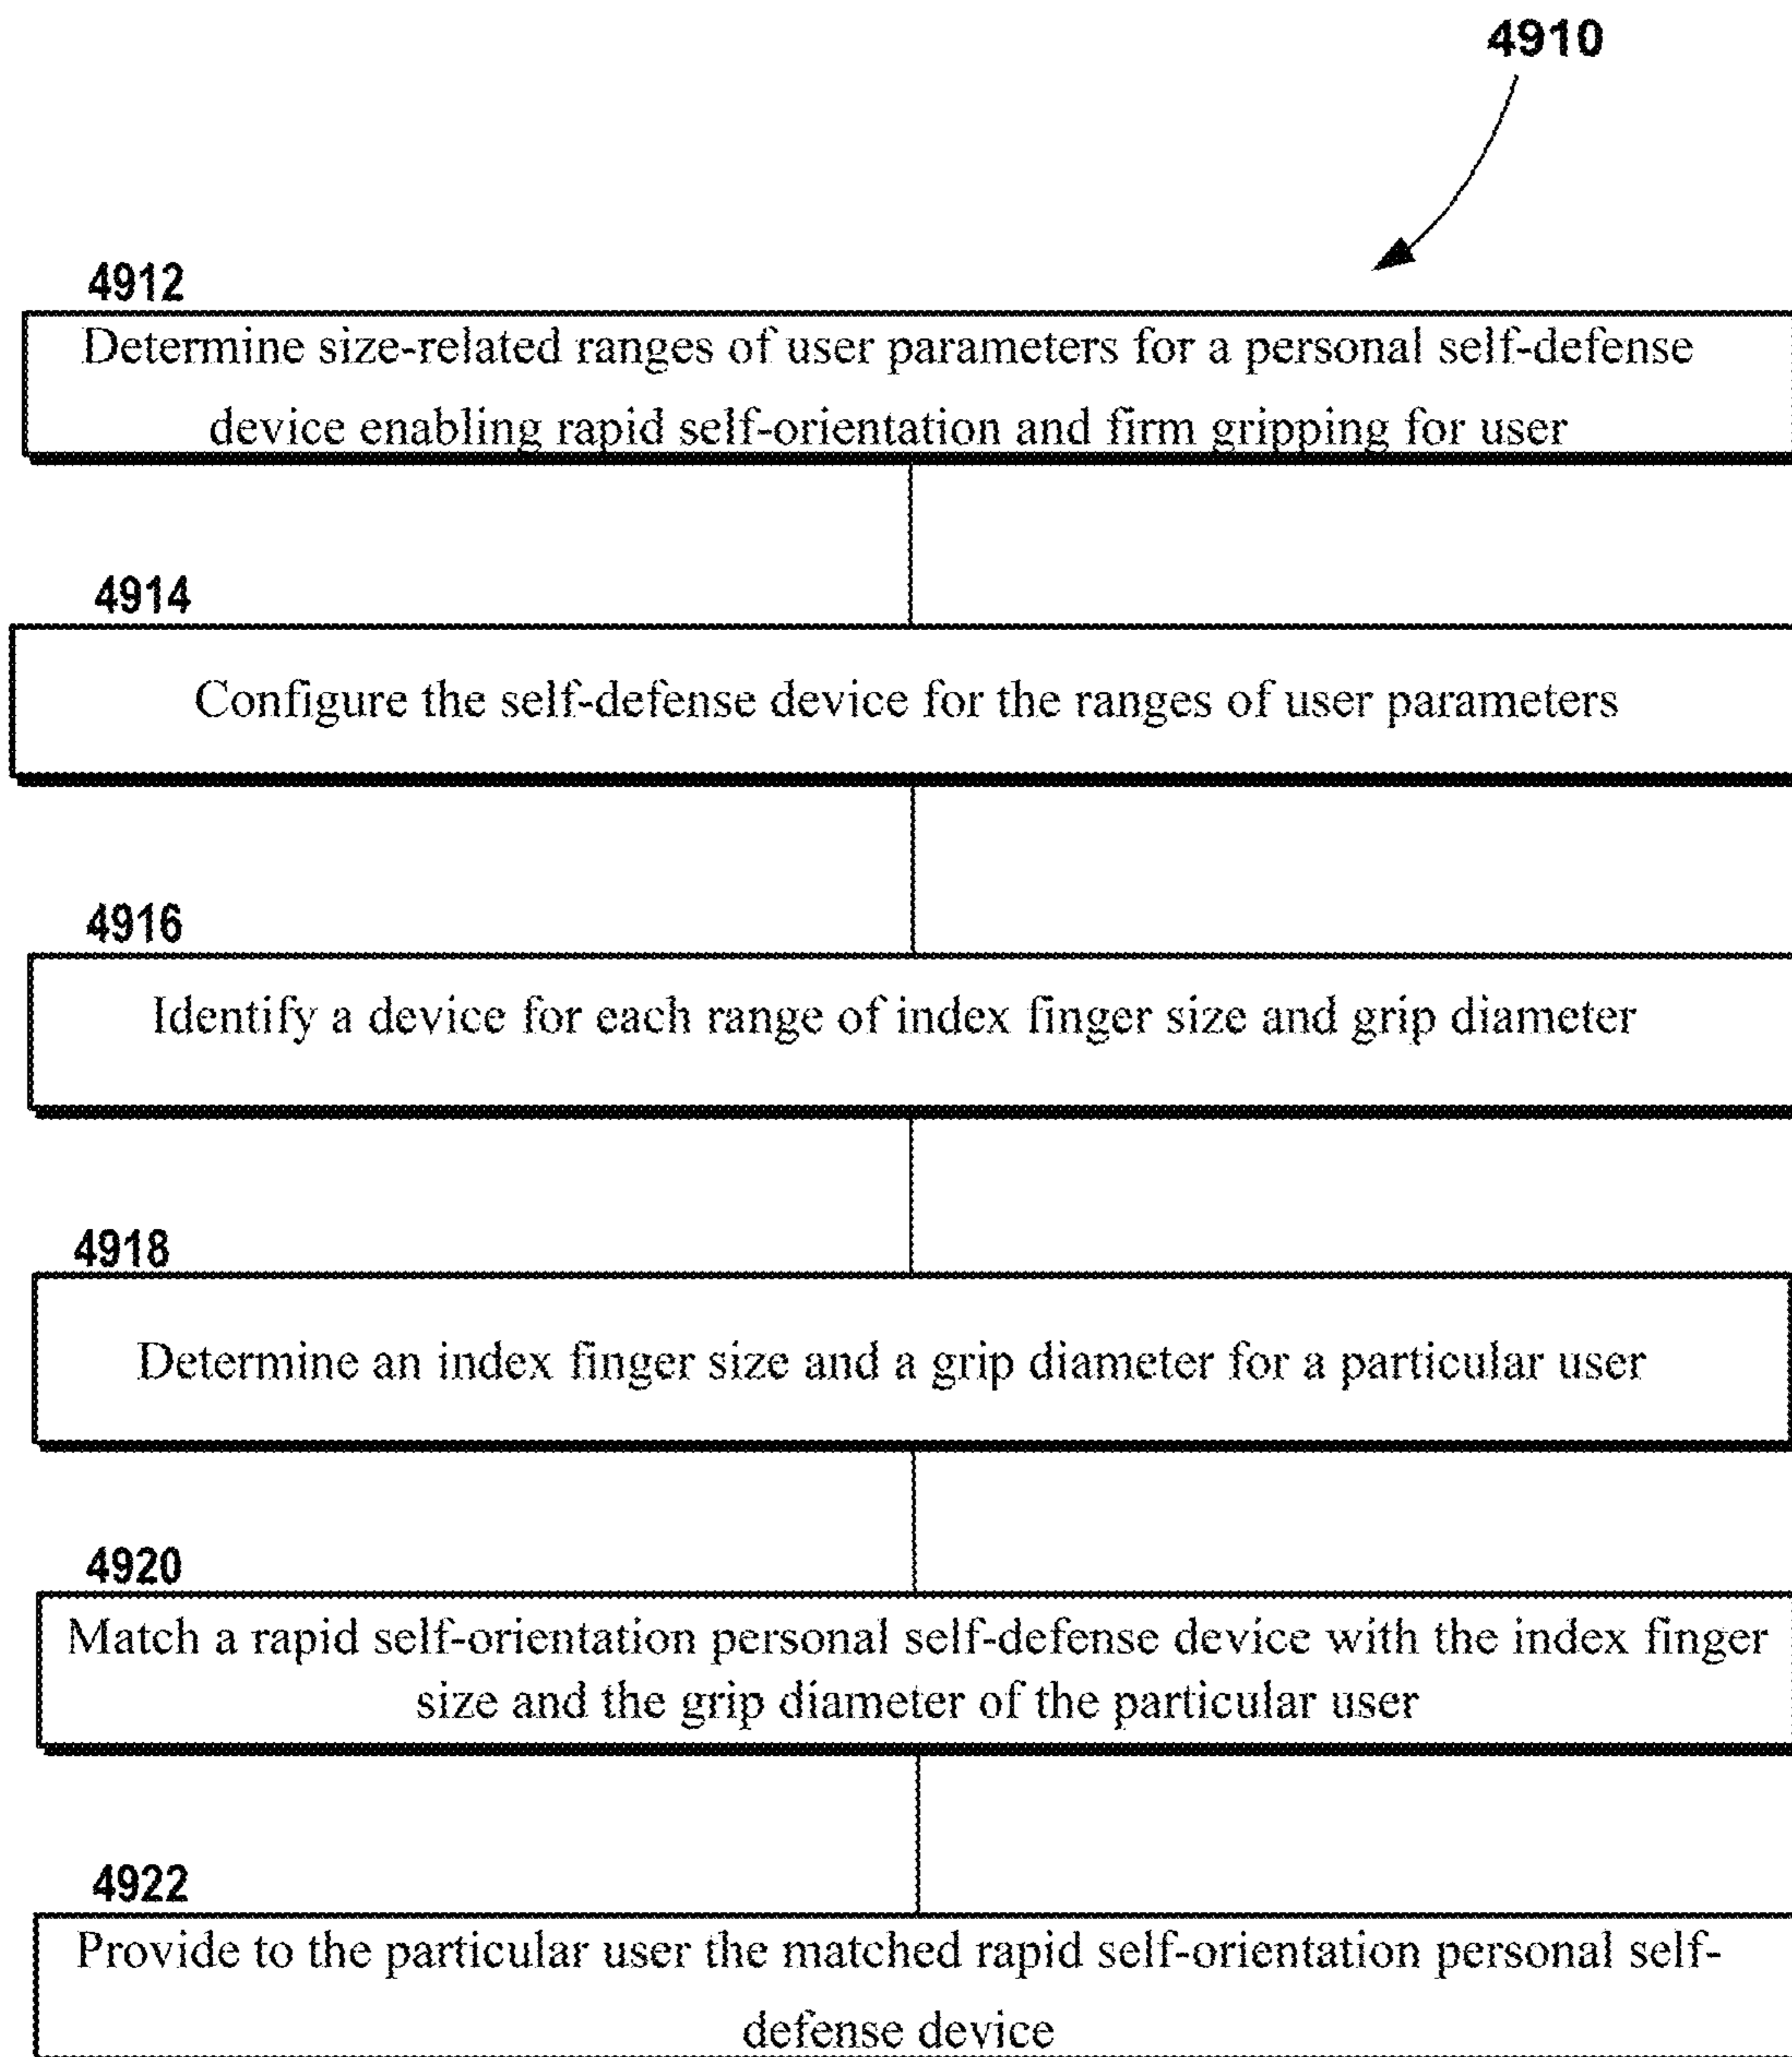 4910
4912
Determine size-related ranges of user parameters for a personal self-defense
device enabling rapid self-orientation and firm gripping for user
4914
Configure the self-defense device for the ranges of user parameters
4916
Identify a device for each range of index finger size and grip diameter
4918
Determine an index finger size and a grip diameter for a particular user
4920
Match a rapid self-orientation personal self-defense device with the index finger
size and the grip diameter of the particular user
4922
Provide to the particular user the matched rapid self-orientation personal self-
defense device